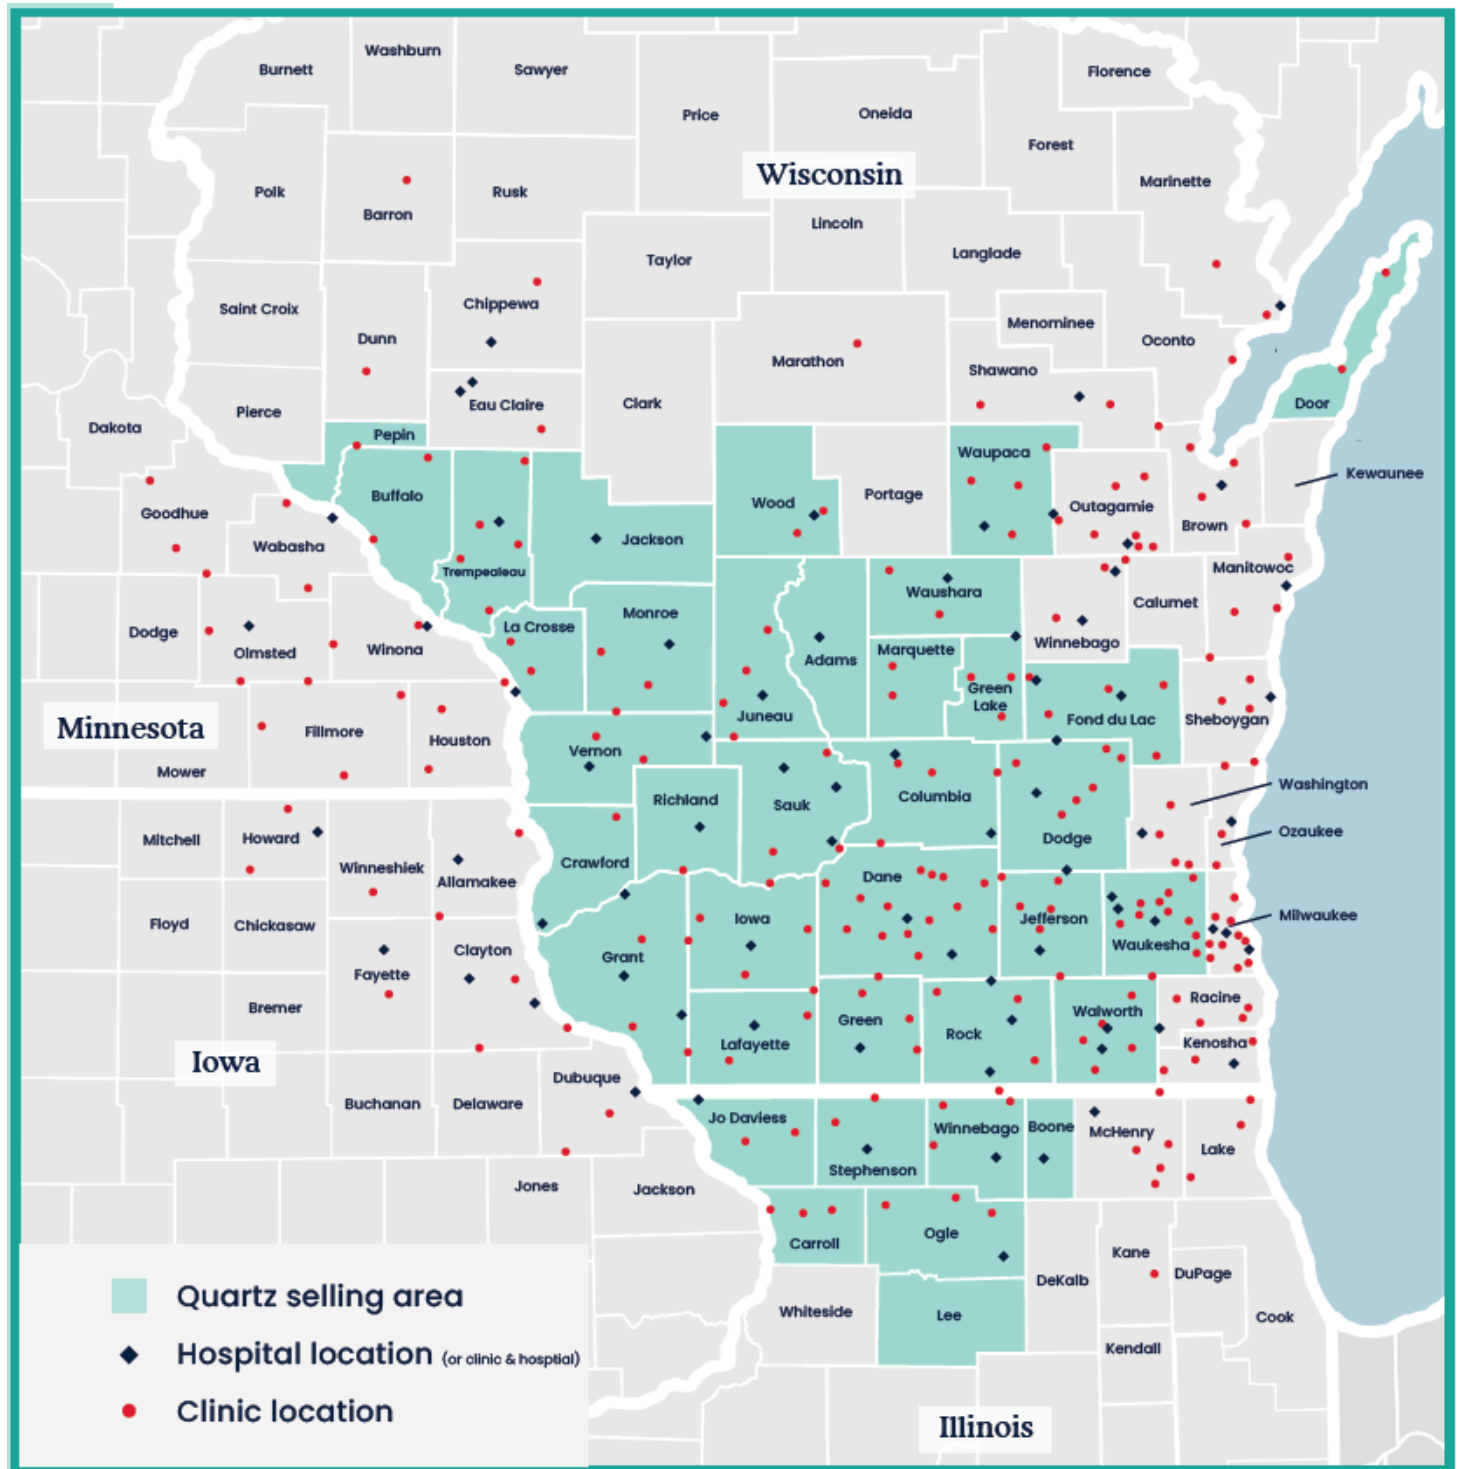 Washburn
Burnett
Sawyer
Florence
Price
Oneida
Forest
Wisconsin
Marinette
Polk
Rusk
Barron
Lincoln
Langlade
Taylor
Chippewa
Saint Croix
Menominee
Dunn
Oconto
Marathon
Shawano
Clark
Eau Claire
Door
Pierce
Dakota
Pepin
Waupaca
Kewaunee
Buffalo
Portage
Wood
Outagamie
Goodhue
Brown
Jackson
Wabasha
Manitowoc
Trempealeau
Waushara
Calumet
Monroe
La Crosse
Dodge
Winnebago
Winona
Marquette
Olmsted
Adams
Green
Lake
Juneau
Fond du Lac
Sheboygan
Minnesota
Fillmore
Houston
Vernon
Mower
Washington
Columbia
Richland
Sauk
Ozaukee
Mitchell
Howard
Dodge
Crawford
Winneshiek
Dane
Allamakee
Milwaukee
Iowa
Jefferson
Floyd
Chickasaw
Waukesha
Clayton
Grant
Fayette
Racine
Bremer
Walworth
Green
Rock
Lafayette
Kenosha
Iowa
Dubuque
Buchanan
Delaware
Jo Daviess
Winnebago
Boone
McHenry
Lake
Stephenson
Jones
Jackson
Ogle
Carroll
Kane
DuPage
DeKalb
Whiteside
Lee
Cook
Kendall
Illinois
Quartz selling area
Hospital location (or clinic & hosptial)
Clinic location